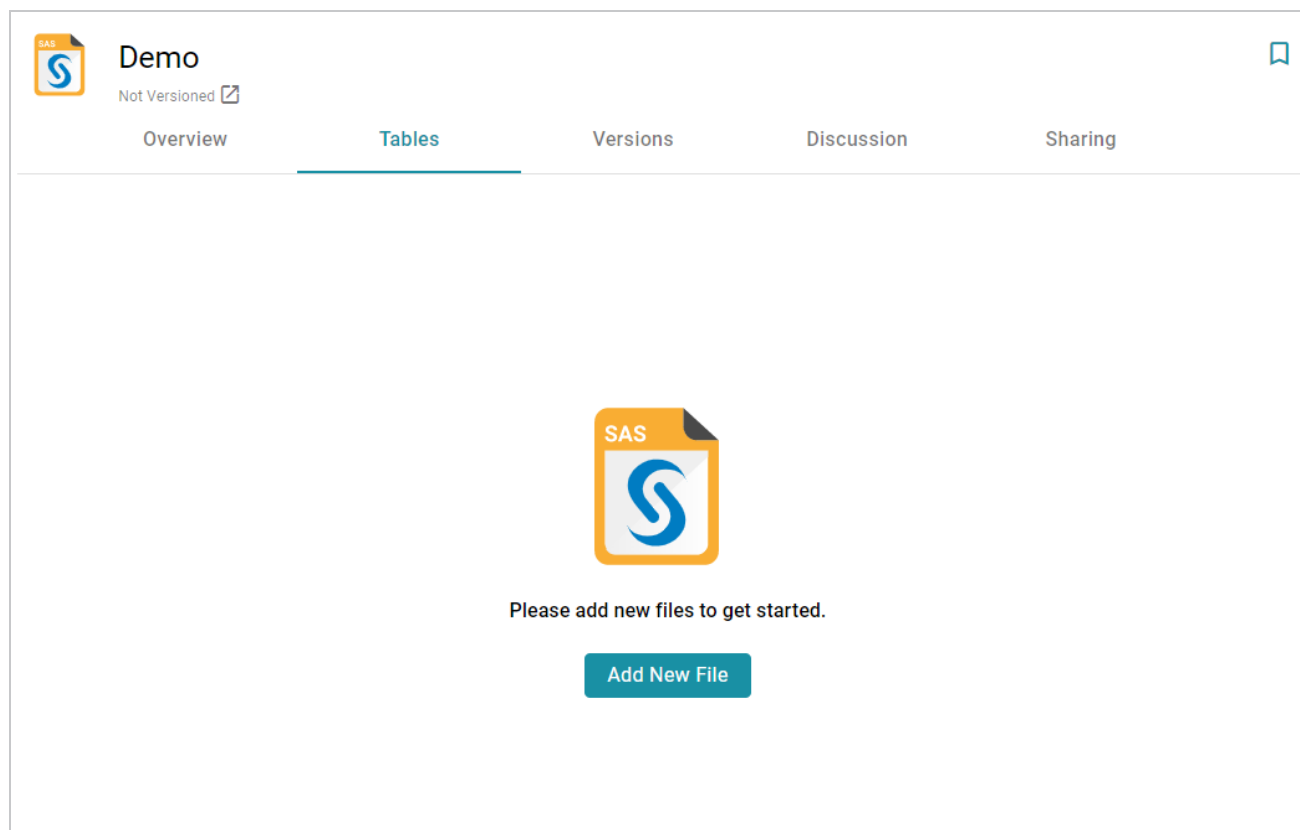 SAS
Demo
Not Versioned
Overview Tables Versions Discussion Sharing
SAS
Please add new files to get started.
Add New File